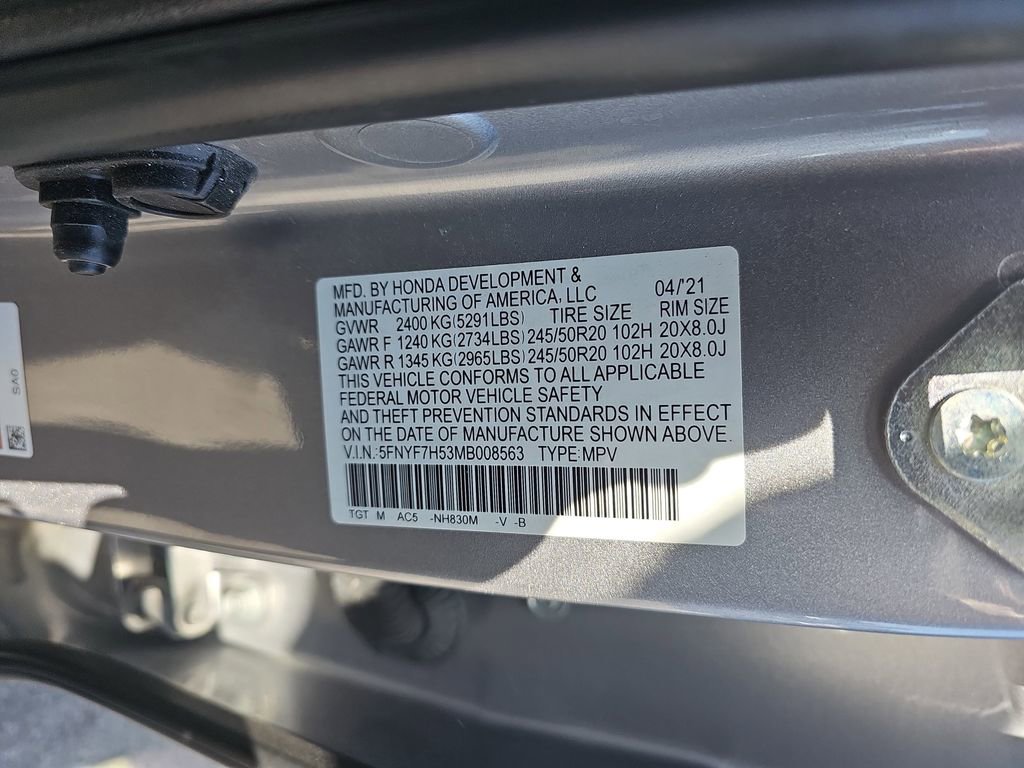 MFD. BY HONDA DEVELOPMENT &
MANUFACTURING OF AMERICA, LLC 04/'21
GVWR 2400 KG(5291LBS) TIRE SIZE RIM SIZE
GAWR F 1240 KG(2734LBS) 245/50R20 102H 20X8.0J
GAWR R 1345 KG(2965LBS) 245/50R20 102H 20X8.0J
THIS VEHICLE CONFORMS TO ALL APPLICABLE
FEDERAL MOTOR VEHICLE SAFETY
AND THEFT PREVENTION STANDARDS IN EFFECT
ON THE DATE OF MANUFACTURE SHOWN ABOVE.
V.I.N.:5FNYF7H53MB008563 TYPE:MPV
TGT M AC5 -NH830M -V -B
SA0